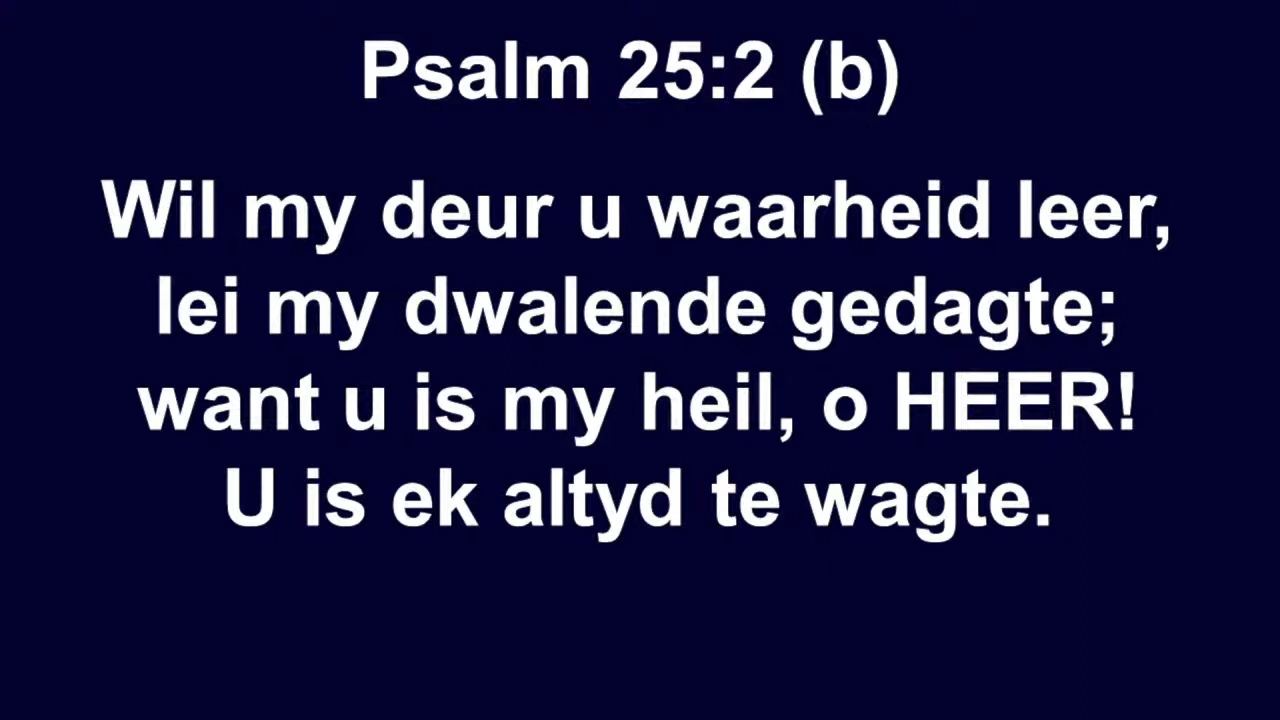 Psalm 25:2 (b)
Wil my deur u waarheid leer,
lei my dwalende gedagte;
want u is my heil, o HEER!
U is ek altyd te wagte.